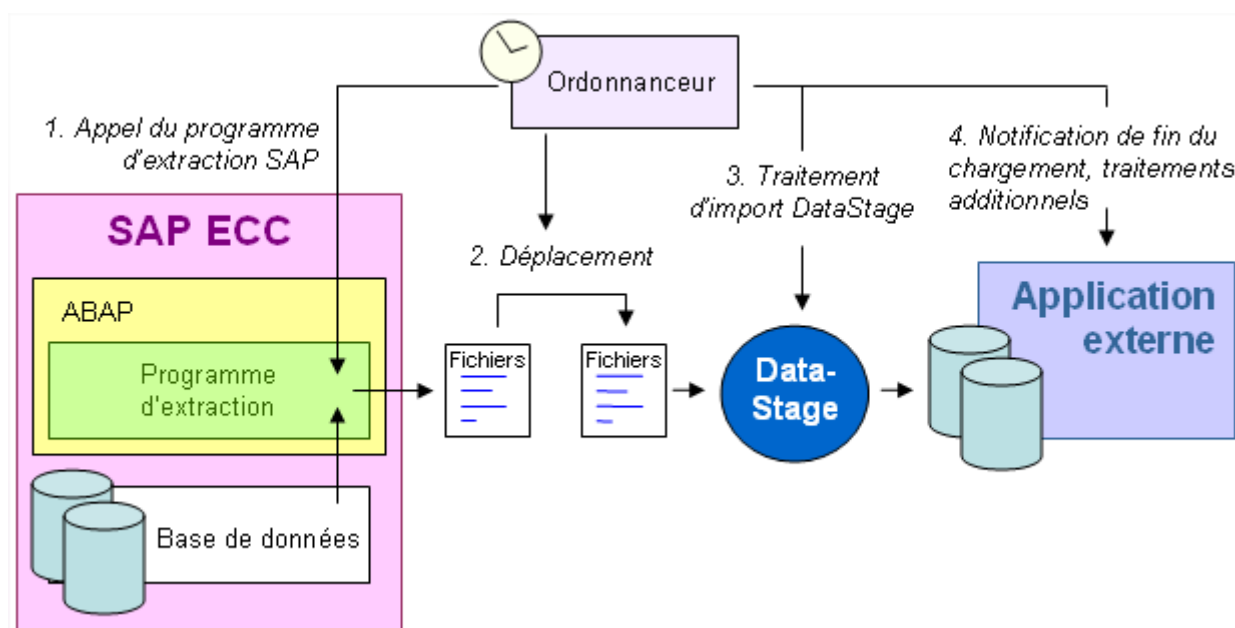 Ordonnanceur
1. Appel du programme
d'extraction SAP
4. Notification de fin du
chargement, traitements
additionnels
3. Traitement
d'import DataStage
2. Déplacement
SAP ECC
ABAP
Programme
d'extraction
Base de données
Fichiers
Fichiers
Data-
Stage
Application
externe